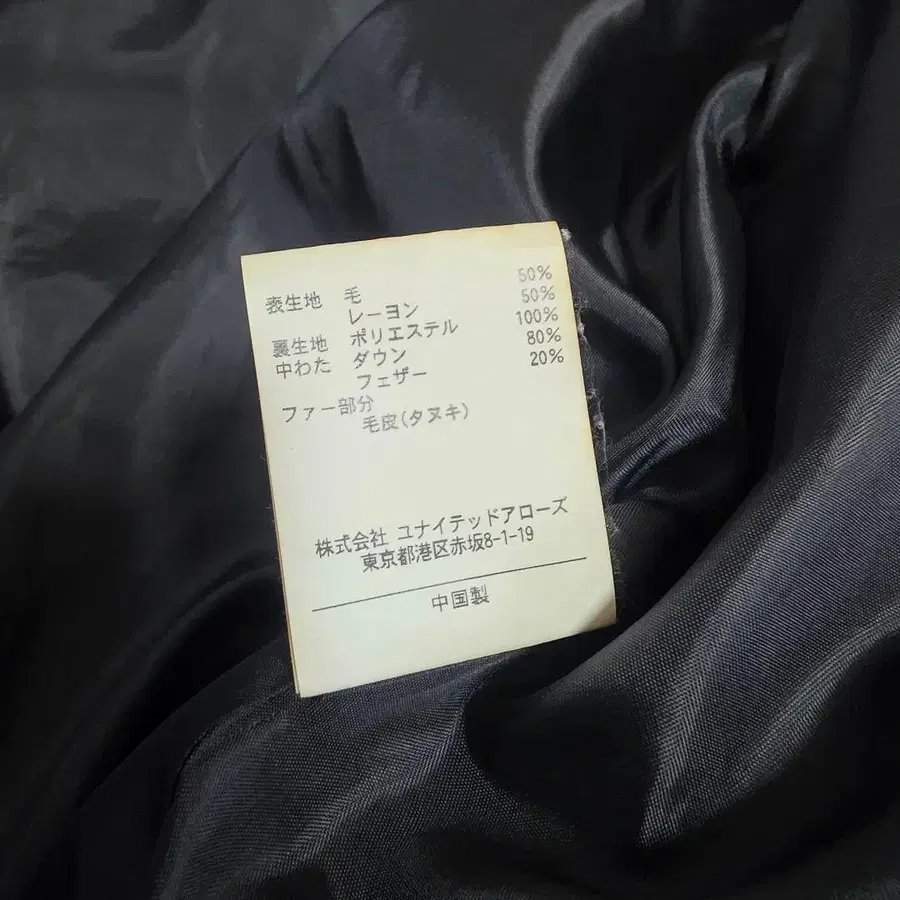 表生地 毛 50%
レーヨン 50%
裏生地 ポリエステル 100%
中わた ダウン 80%
フェザー 20%
ファー部分
毛皮(タヌキ)
株式会社 ユナイテッドアローズ
東京都港区赤坂8-1-19
中国製